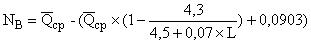 N_B = Q̅_cp - (Q̅_cp × (1 - 4,3 / (4,5 + 0,07 × L)) + 0,0903)